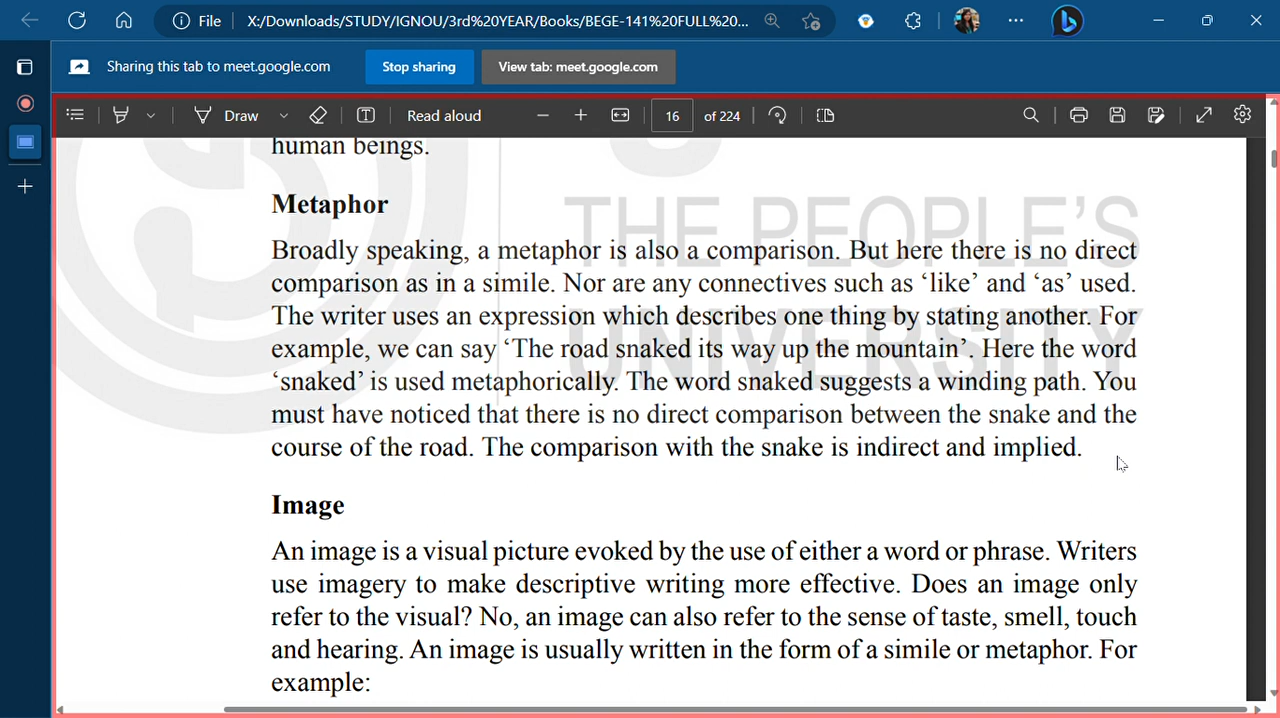 File
X:/Downloads/STUDY/IGNOU/3rd%20YEAR/Books/BEGE-141%20FULL%20...
Sharing this tab to meet.google.com
Stop sharing
View tab: meet.google.com
Draw
Read aloud
16
of 224
human beings.
THE PEOPLE'S
UNIVERSITY
Metaphor
Broadly speaking, a metaphor is also a comparison. But here there is no direct
comparison as in a simile. Nor are any connectives such as ‘like’ and ‘as’ used.
The writer uses an expression which describes one thing by stating another. For
example, we can say ‘The road snaked its way up the mountain’. Here the word
‘snaked’ is used metaphorically. The word snaked suggests a winding path. You
must have noticed that there is no direct comparison between the snake and the
course of the road. The comparison with the snake is indirect and implied.
Image
An image is a visual picture evoked by the use of either a word or phrase. Writers
use imagery to make descriptive writing more effective. Does an image only
refer to the visual? No, an image can also refer to the sense of taste, smell, touch
and hearing. An image is usually written in the form of a simile or metaphor. For
example: